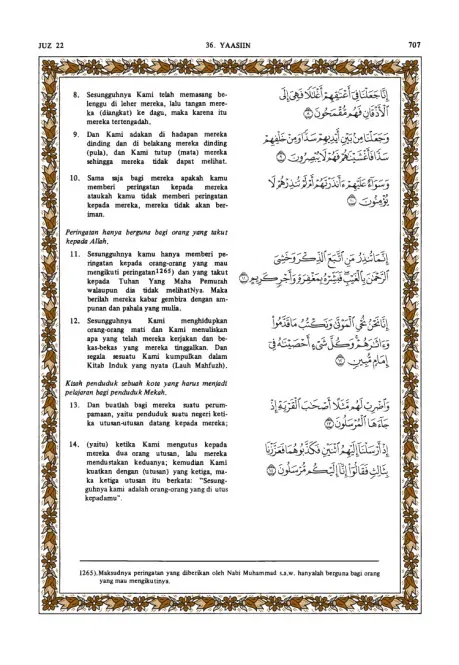 JUZ 22
36. YAASIIN
707
8. Sesungguhnya Kami telah memasang be-
lenggu di leher mereka, lalu tangan mere-
ka (diangkat) ke dagu, maka karena itu
mereka tertengadah.
إِنَّا جَعَلْنَا فِي أَعْنَاقِهِمْ أَغْلَالًا فَهِيَ إِلَى
الْأَذْقَانِ فَهُمْ مُقْمَحُونَ ٨
9. Dan Kami adakan di hadapan mereka
dinding dan di belakang mereka dinding
(pula), dan Kami tutup (mata) mereka
sehingga mereka tidak dapat melihat.
وَجَعَلْنَا مِنْ بَيْنِ أَيْدِيهِمْ سَدًّا وَمِنْ خَلْفِهِمْ
سَدًّا فَأَغْشَيْنَاهُمْ فَهُمْ لَا يُبْصِرُونَ ٩
10. Sama saja bagi mereka apakah kamu
memberi peringatan kepada mereka
ataukah kamu tidak memberi peringatan
kepada mereka, mereka tidak akan ber-
iman.
وَسَوَاءٌ عَلَيْهِمْ ءَأَنْذَرْتَهُمْ أَمْ لَمْ تُنْذِرْهُمْ لَا
يُؤْمِنُونَ ١٠
Peringatan hanya berguna bagi orang yang takut
kepada Allah.
11. Sesungguhnya kamu hanya memberi pe-
ringatan kepada orang-orang yang mau
mengikuti peringatan1265) dan yang takut
kepada Tuhan Yang Maha Pemurah
walaupun dia tidak melihatNya. Maka
berilah mereka kabar gembira dengan am-
punan dan pahala yang mulia.
إِنَّمَا تُنْذِرُ مَنِ اتَّبَعَ الذِّكْرَ وَخَشِيَ
الرَّحْمَنَ بِالْغَيْبِ فَبَشِّرْهُ بِمَغْفِرَةٍ وَأَجْرٍ كَرِيمٍ ١١
12. Sesungguhnya Kami menghidupkan
orang-orang mati dan Kami menuliskan
apa yang telah mereka kerjakan dan be-
kas-bekas yang mereka tinggalkan. Dan
segala sesuatu Kami kumpulkan dalam
Kitab Induk yang nyata (Lauh Mahfuzh).
إِنَّا نَحْنُ نُحْيِ الْمَوْتَى وَنَكْتُبُ مَا قَدَّمُوا
وَءَاثَارَهُمْ وَكُلَّ شَيْءٍ أَحْصَيْنَاهُ فِي
إِمَامٍ مُبِينٍ ١٢
Kisah penduduk sebuah kota yang harus menjadi
pelajaran bagi penduduk Mekah.
13. Dan buatlah bagi mereka suatu perum-
pamaan, yaitu penduduk suatu negeri keti-
ka utusan-utusan datang kepada mereka;
وَاضْرِبْ لَهُمْ مَثَلًا أَصْحَابَ الْقَرْيَةِ إِذْ
جَاءَهَا الْمُرْسَلُونَ ١٣
14. (yaitu) ketika Kami mengutus kepada
mereka dua orang utusan, lalu mereka
mendustakan keduanya; kemudian Kami
kuatkan dengan (utusan) yang ketiga, ma-
ka ketiga utusan itu berkata: "Sesung-
guhnya kami adalah orang-orang yang di utus
kepadamu".
إِذْ أَرْسَلْنَا إِلَيْهِمُ اثْنَيْنِ فَكَذَّبُوهُمَا فَعَزَّزْنَا
بِثَالِثٍ فَقَالُوا إِنَّا إِلَيْكُمْ مُرْسَلُونَ ١٤
1265).Maksudnya peringatan yang diberikan oleh Nabi Muhammad s.a.w. hanyalah berguna bagi orang
yang mau mengikutinya.